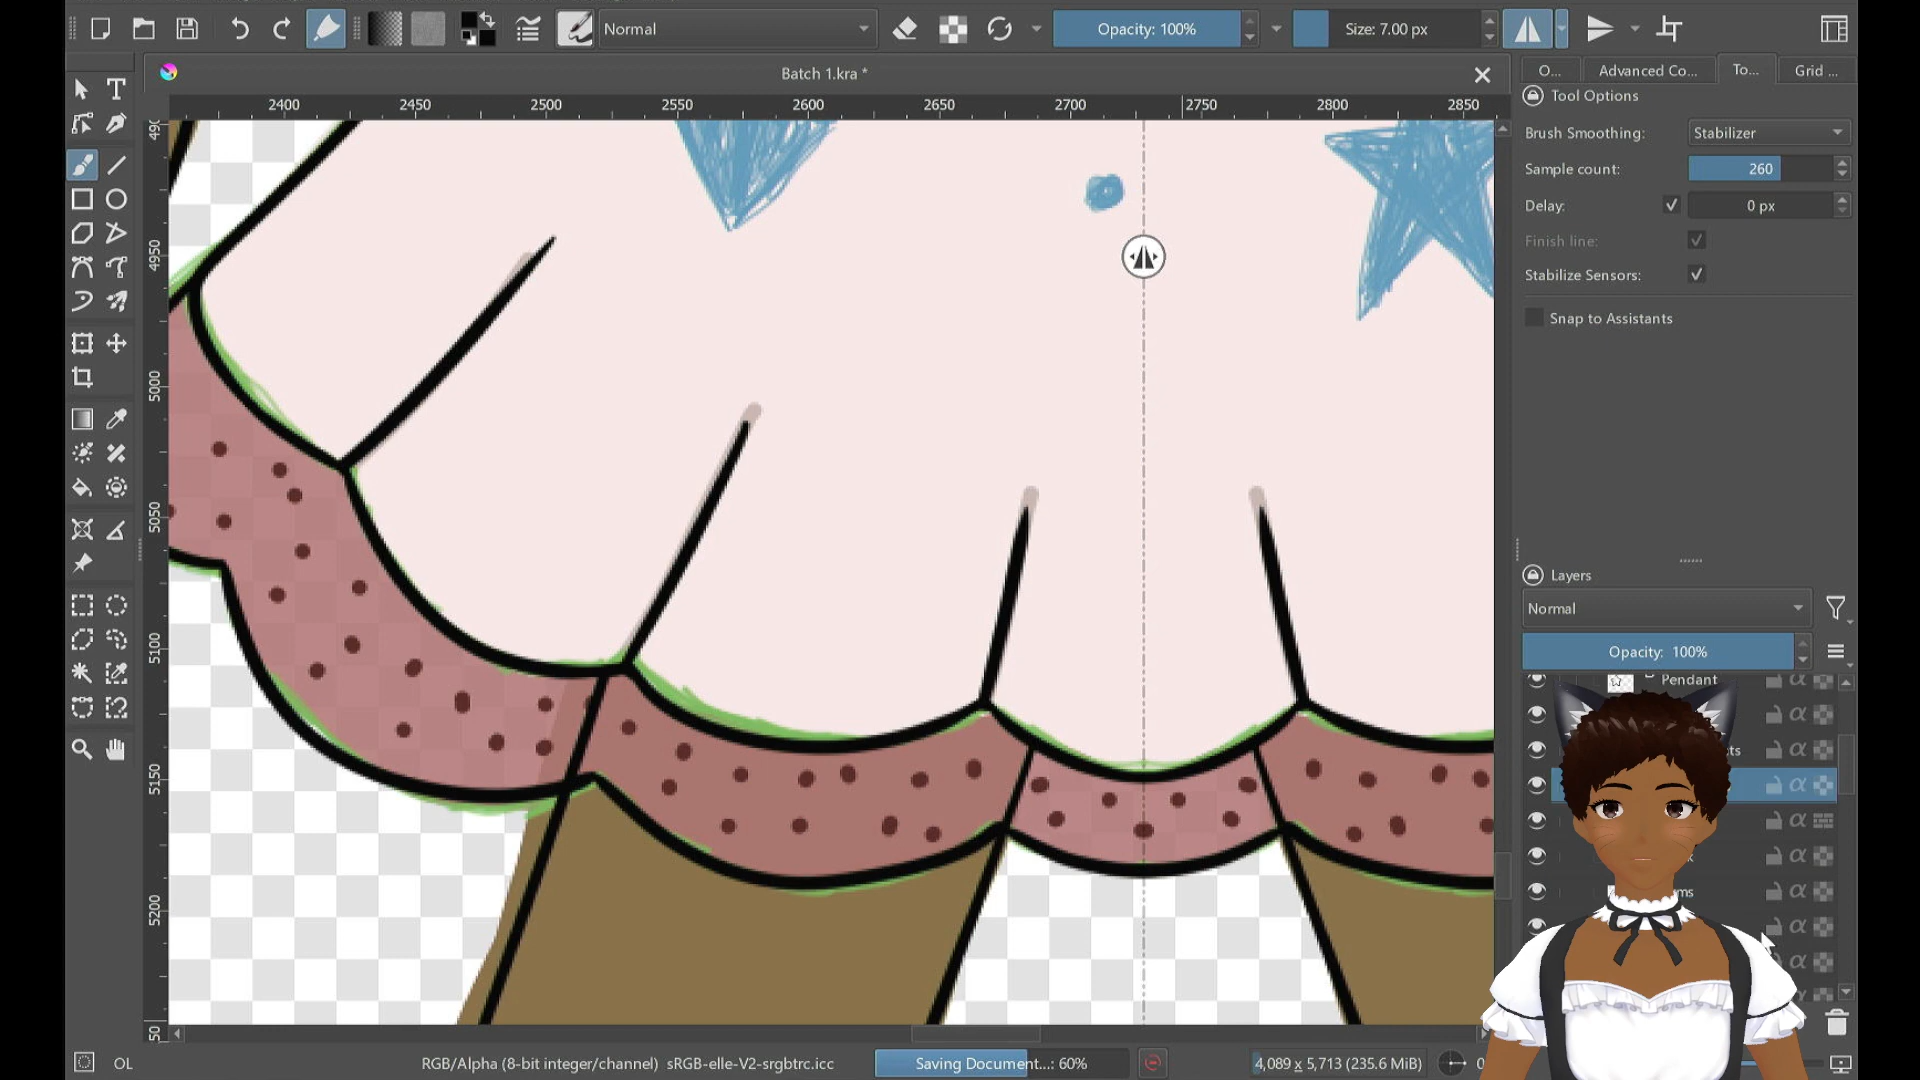 Normal
Opacity: 100%
Size: 7.00 px
Batch 1.kra *
O...
Advanced Co...
To...
Grid ...
2400
2450
2500
2550
2600
2650
2700
2750
2800
2850
Tool Options
Brush Smoothing:
Stabilizer
Sample count:
260
Delay:
0 px
Finish line:
Stabilize Sensors:
Snap to Assistants
4950
5000
5050
5100
5150
5200
Layers
Normal
Opacity: 100%
Pendant
OL
RGB/Alpha (8-bit integer/channel) sRGB-elle-V2-srgbtrc.icc
Saving Document...: 60%
4,089 x 5,713 (235.6 MiB)